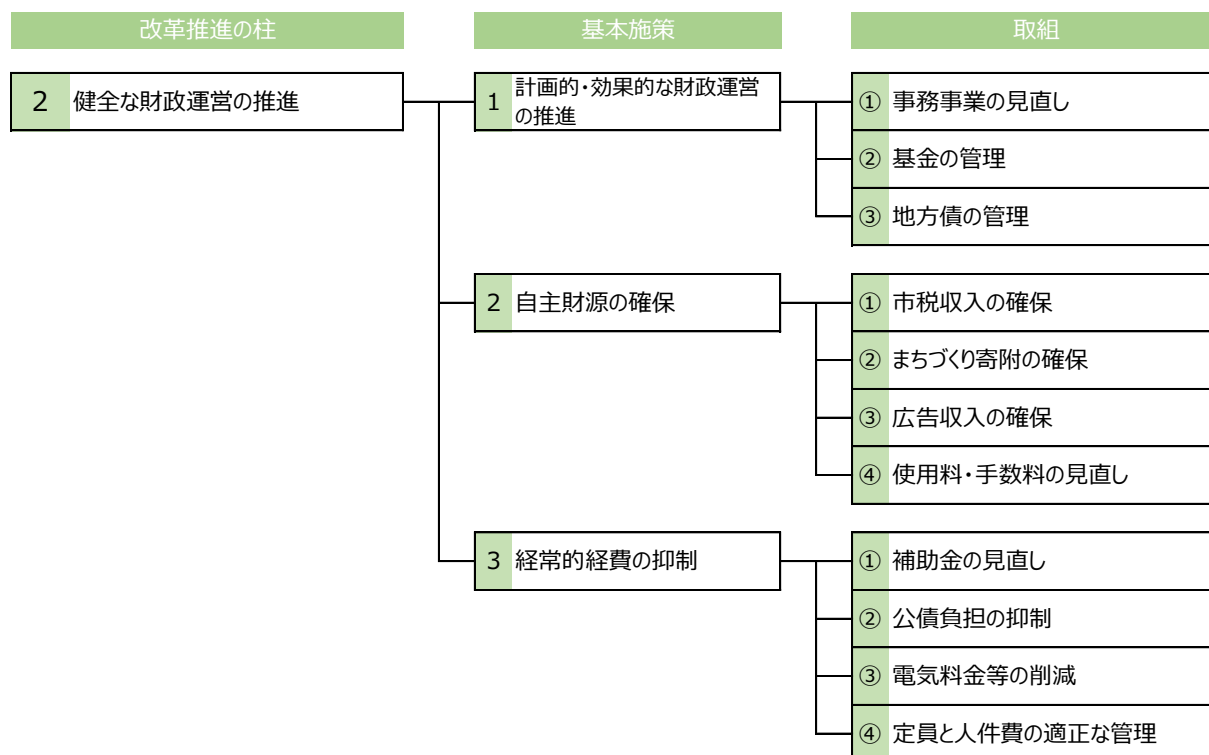 改革推進の柱
基本施策
取組
2 健全な財政運営の推進
1 計画的・効果的な財政運営
の推進
① 事務事業の見直し
② 基金の管理
③ 地方債の管理
2 自主財源の確保
① 市税収入の確保
② まちづくり寄附の確保
③ 広告収入の確保
④ 使用料・手数料の見直し
3 経常的経費の抑制
① 補助金の見直し
② 公債負担の抑制
③ 電気料金等の削減
④ 定員と人件費の適正な管理